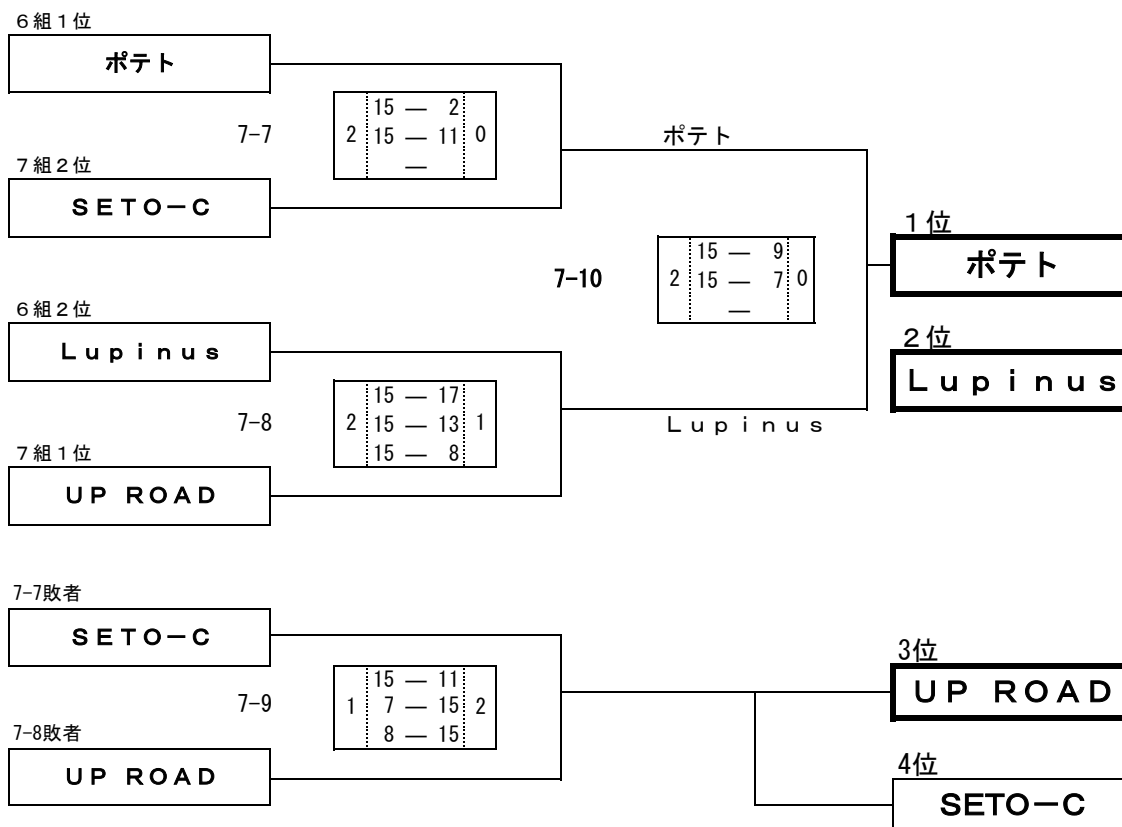 ６組１位
ポテト
15 ― 2
7-7
2 15 ― 11 0
―
ポテト
７組２位
ＳＥＴＯ－Ｃ
１位
ポテト
15 ― 9
7-10
2 15 ― 7 0
―
６組２位
Ｌｕｐｉｎｕｓ
２位
Ｌｕｐｉｎｕｓ
15 ― 17
7-8
2 15 ― 13 1
15 ― 8
Ｌｕｐｉｎｕｓ
７組１位
ＵＰ ＲＯＡＤ
7-7敗者
ＳＥＴＯ－Ｃ
15 ― 11
7-9
1 7 ― 15 2
8 ― 15
3位
ＵＰ ＲＯＡＤ
7-8敗者
ＵＰ ＲＯＡＤ
4位
SETO－C